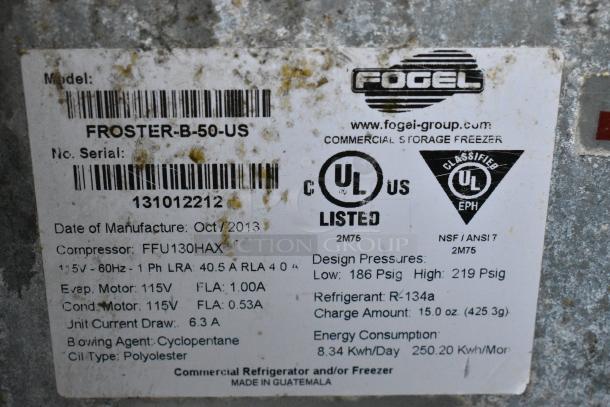 Model:
FROSTER-B-50-US
No. Serial:
131012212
Date of Manufacture: Oct/2013
Compressor: FFU130HAX
115V - 60Hz - 1 Ph LRA 40.5 A RLA 4.0 A
Evap. Motor: 115V FLA: 1.00A
Cond. Motor: 115V FLA: 0.53A
Unit Current Draw: 6.3 A
Blowing Agent: Cyclopentane
Oil Type: Polyolester
FOGEL
www.fogel-group.com
COMMERCIAL STORAGE FREEZER
C UL US
LISTED
2M75
CLASSIFIED
UL
EPH
NSF / ANSI 7
2M75
Design Pressures:
Low: 186 Psig High: 219 Psig
Refrigerant: R-134a
Charge Amount: 15.0 oz. (425.3g)
Energy Consumption:
8.34 Kwh/Day 250.20 Kwh/Mon
Commercial Refrigerator and/or Freezer
MADE IN GUATEMALA